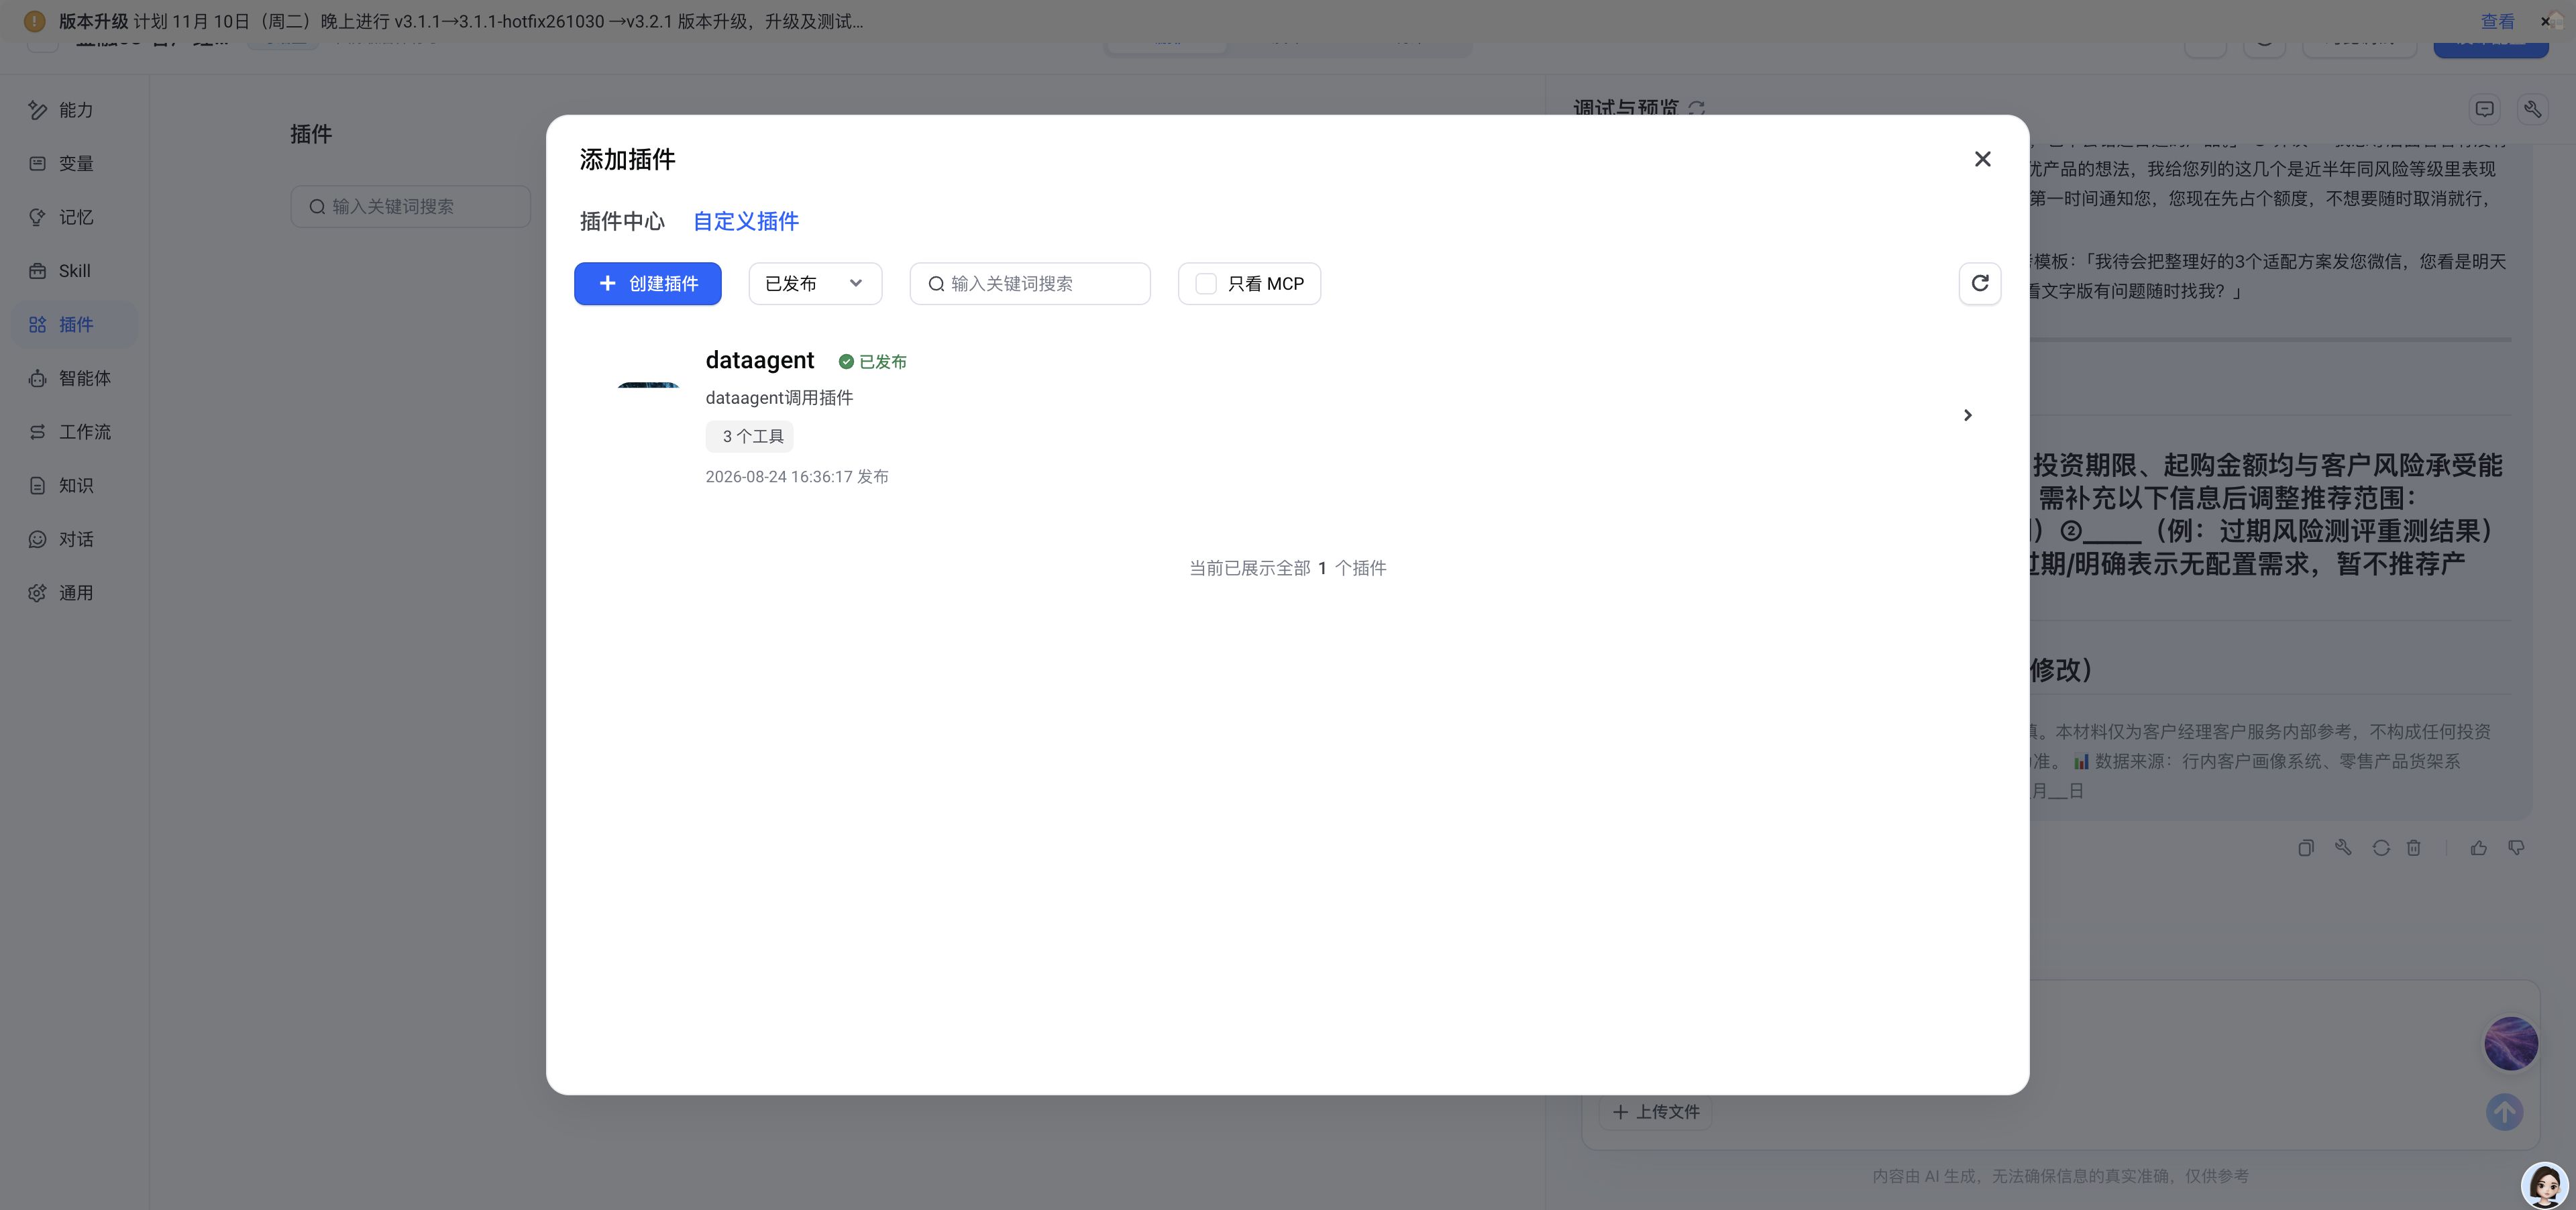 版本升级 计划 11月 10日（周二）晚上进行 v3.1.1→3.1.1-hotfix261030 →v3.2.1 版本升级，升级及测试...
查看
能力
变量
记忆
Skill
插件
智能体
工作流
知识
对话
通用
插件
输入关键词搜索
添加插件
插件中心
自定义插件
创建插件
已发布
输入关键词搜索
只看 MCP
dataagent
已发布
dataagent调用插件
3 个工具
2026-08-24 16:36:17 发布
当前已展示全部 1 个插件
调试与预览
优产品的想法，我给您列的这几个是近半年同风险等级里表现
第一时间通知您，您现在先占个额度，不想要随时取消就行，
模板：「我待会把整理好的3个适配方案发您微信，您看是明天
看文字版有问题随时找我？」
投资期限、起购金额均与客户风险承受能
需补充以下信息后调整推荐范围：
）②_____（例：过期风险测评重测结果）
过期/明确表示无配置需求，暂不推荐产
修改）
。本材料仅为客户经理客户服务内部参考，不构成任何投资
准。 数据来源：行内客户画像系统、零售产品货架系
月__日
上传文件
内容由 AI 生成，无法确保信息的真实准确，仅供参考